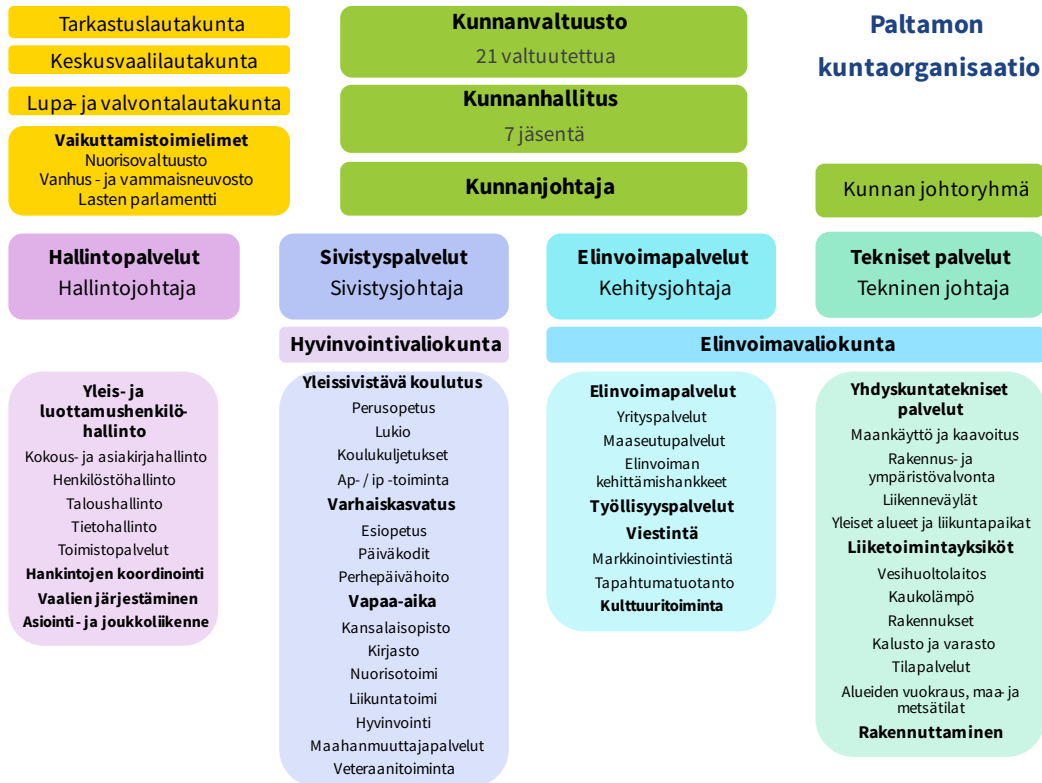 Tarkastuslautakunta
Keskusvaalilautakunta
Lupa- ja valvontalautakunta
Vaikuttamistoimielimet
Nuorisovaltuusto
Vanhus - ja vammaisneuvosto
Lasten parlamentti
Kunnanvaltuusto
21 valtuutettua
Kunnanhallitus
7 jäsentä
Kunnanjohtaja
Paltamon
kuntaorganisaatio
Kunnan johtoryhmä
Hallintopalvelut
Hallintojohtaja
Sivistyspalvelut
Sivistysjohtaja
Elinvoimapalvelut
Kehitysjohtaja
Tekniset palvelut
Tekninen johtaja
Hyvinvointivaliokunta
Elinvoimavaliokunta
Yleis- ja
luottamushenkilö-
hallinto
Kokous- ja asiakirjahallinto
Henkilöstöhallinto
Taloushallinto
Tietohallinto
Toimistopalvelut
Hankintojen koordinointi
Vaalien järjestäminen
Asiointi - ja joukkoliikenne
Yleissivistävä koulutus
Perusopetus
Lukio
Koulukuljetukset
Ap- / ip -toiminta
Varhaiskasvatus
Esiopetus
Päiväkodit
Perhepäivähoito
Vapaa-aika
Kansalaisopisto
Kirjasto
Nuorisotoimi
Liikuntatoimi
Hyvinvointi
Maahanmuuttajapalvelut
Veteraanitoiminta
Elinvoimapalvelut
Yrityspalvelut
Maaseutupalvelut
Elinvoiman
kehittämishankkeet
Työllisyyspalvelut
Viestintä
Markkinointiviestintä
Tapahtumatuotanto
Kulttuuritoiminta
Yhdyskuntatekniset
palvelut
Maankäyttö ja kaavoitus
Rakennus- ja
ympäristövalvonta
Liikenneväylät
Yleiset alueet ja liikuntapaikat
Liiketoimintayksiköt
Vesihuoltolaitos
Kaukolämpö
Rakennukset
Kalusto ja varasto
Tilapalvelut
Alueiden vuokraus, maa- ja
metsätilat
Rakennuttaminen